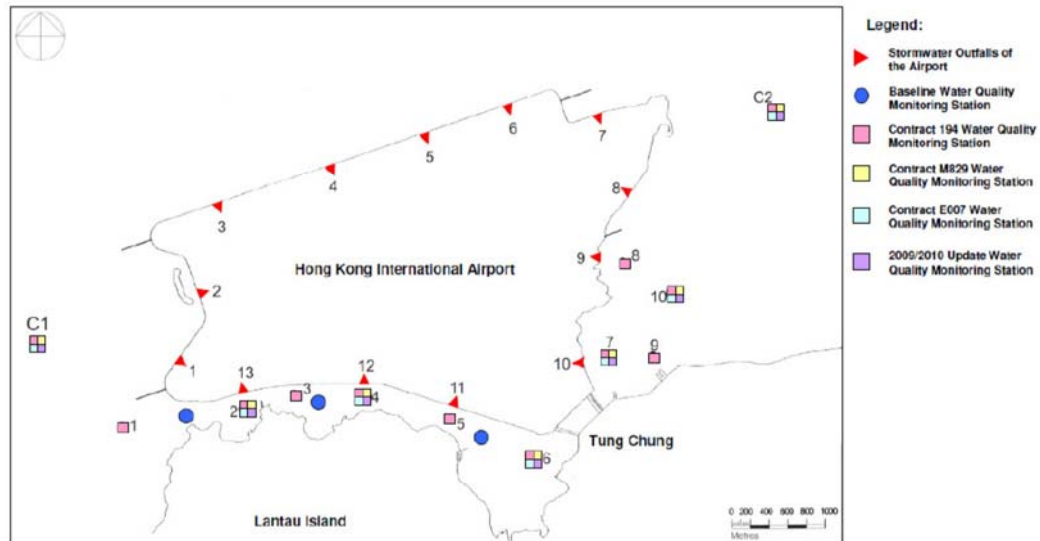 Legend:
Stormwater Outfalls of
the Airport
Baseline Water Quality
Monitoring Station
Contract 194 Water Quality
Monitoring Station
Contract M829 Water
Quality Monitoring Station
Contract E007 Water
Quality Monitoring Station
2009/2010 Update Water
Quality Monitoring Station
C2
6
7
5
4
8
3
Hong Kong International Airport
9
8
2
10
C1
7
9
1
12
10
13
3
11
2
4
1
5
6
Tung Chung
Lantau Island
0 200 400 600 800 1000
Metres